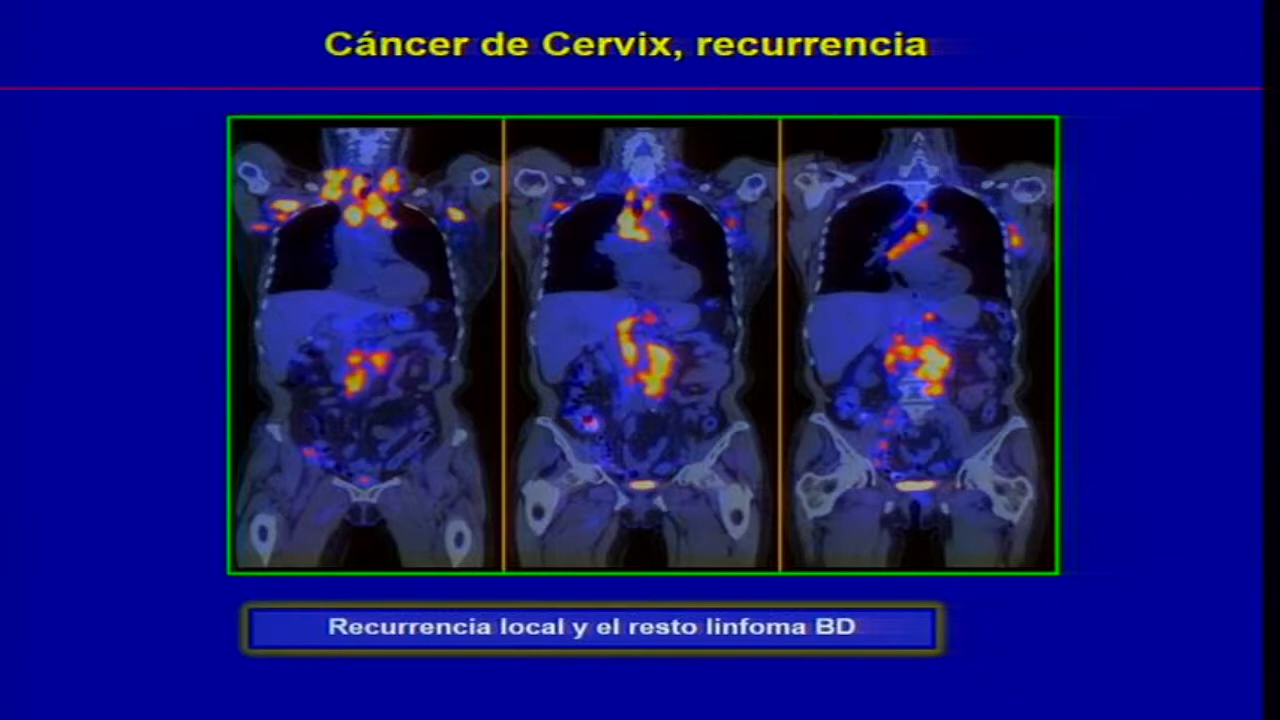 Cáncer de Cervix, recurrencia
Recurrencia local y el resto linfoma BD